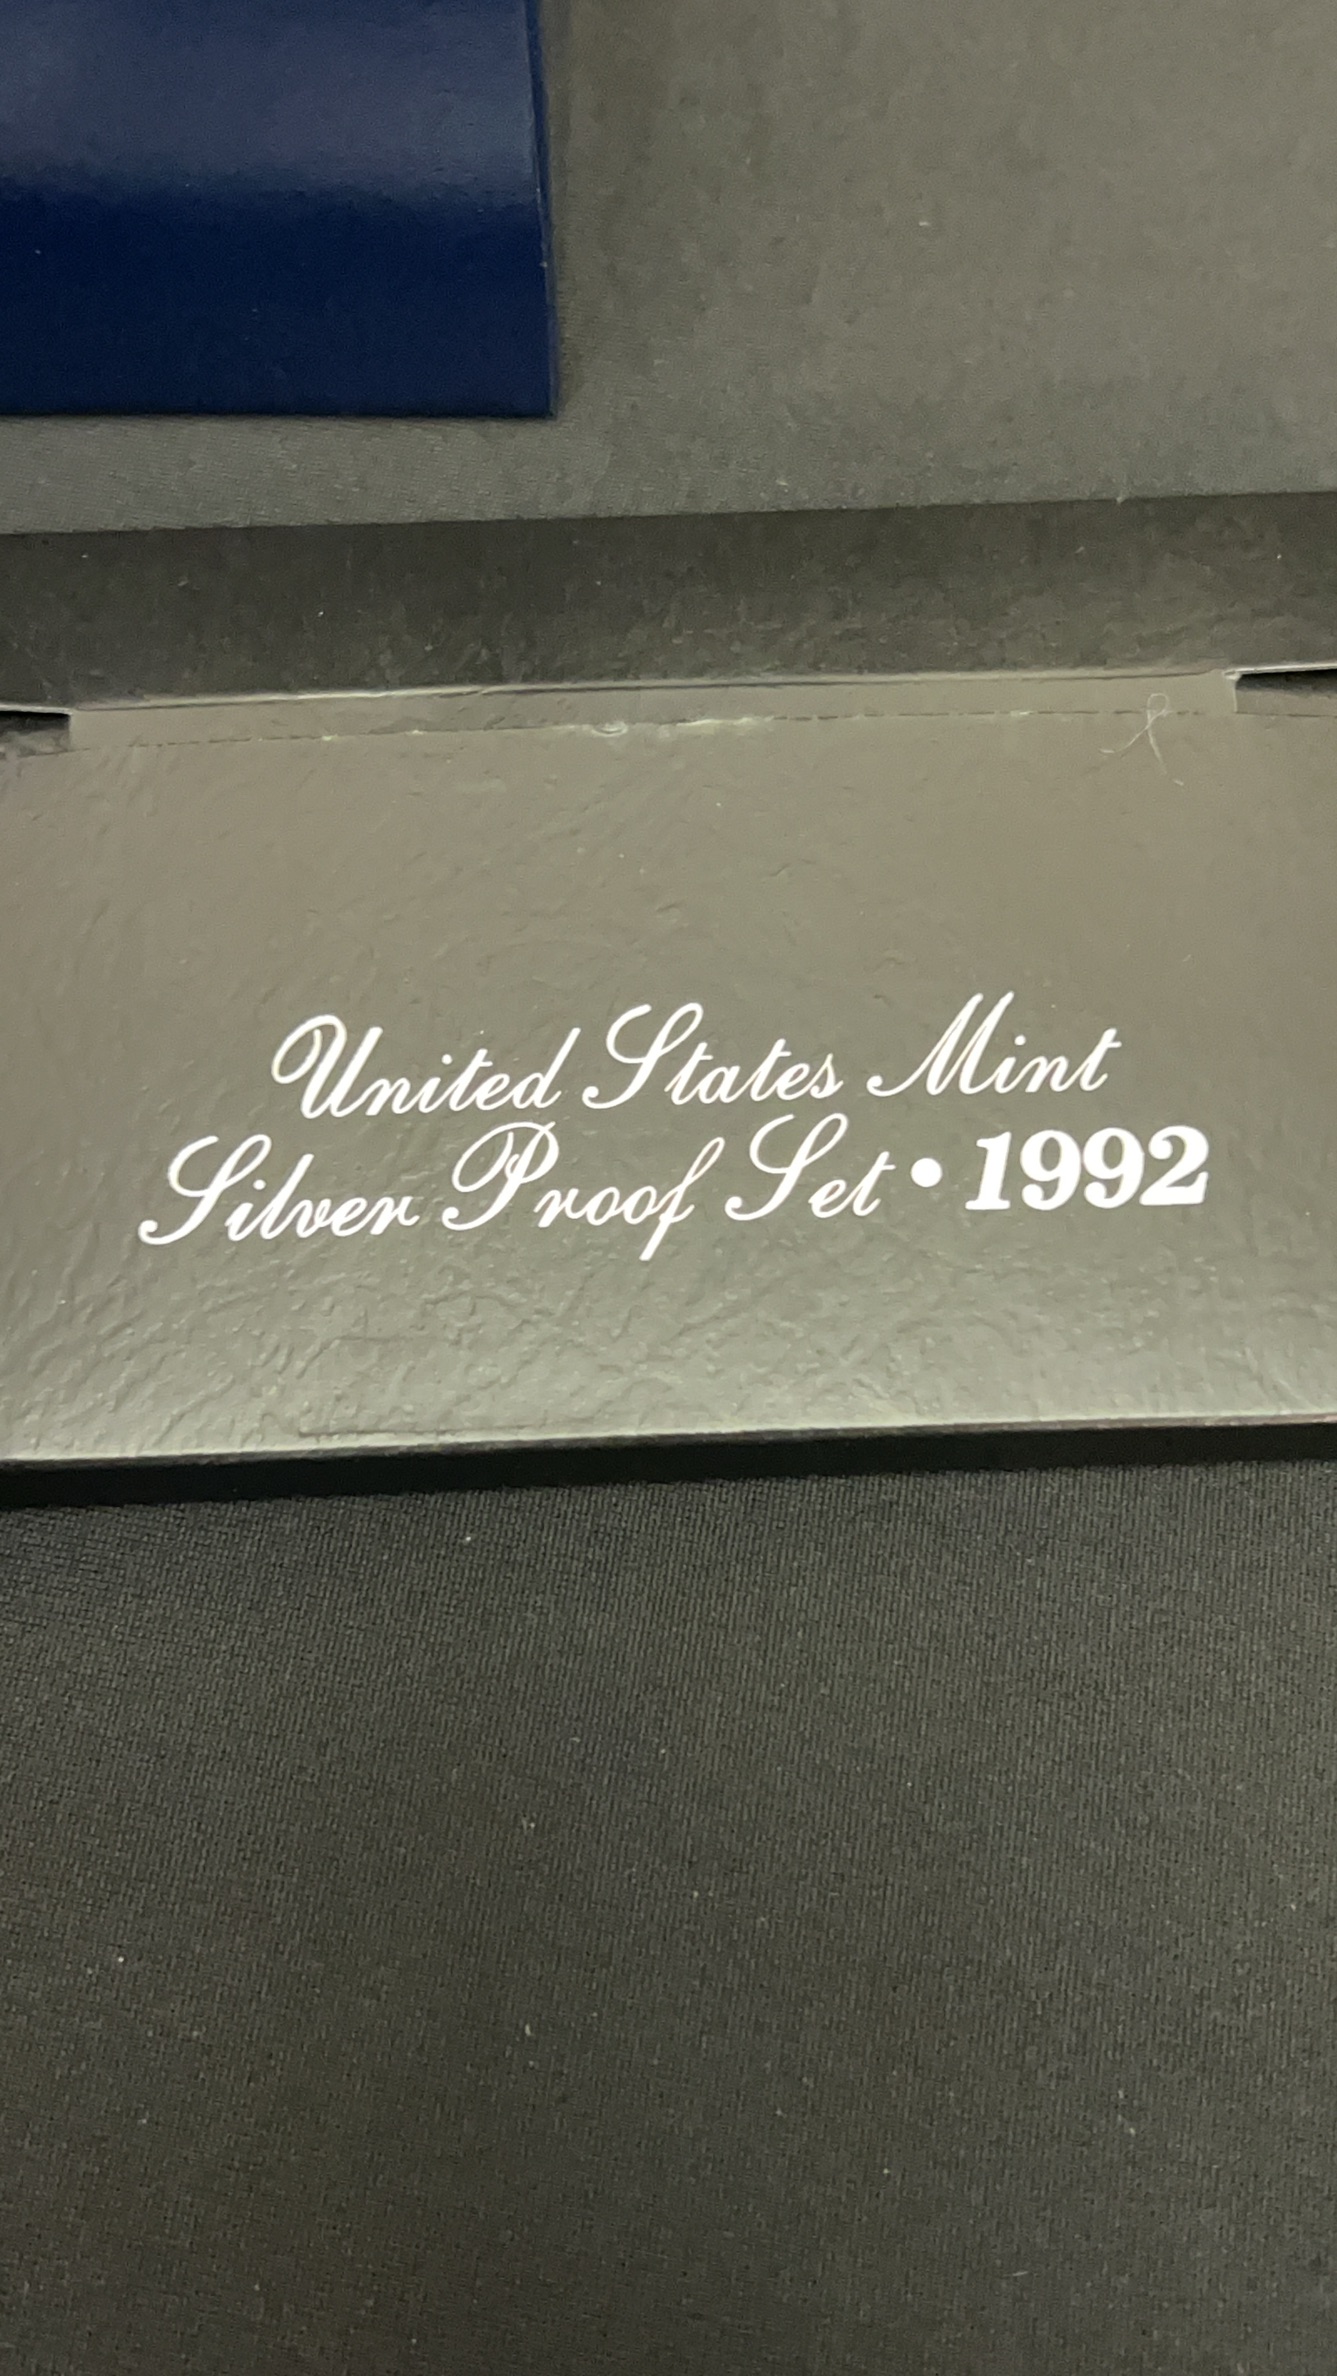 United States Mint
Silver Proof Set • 1992